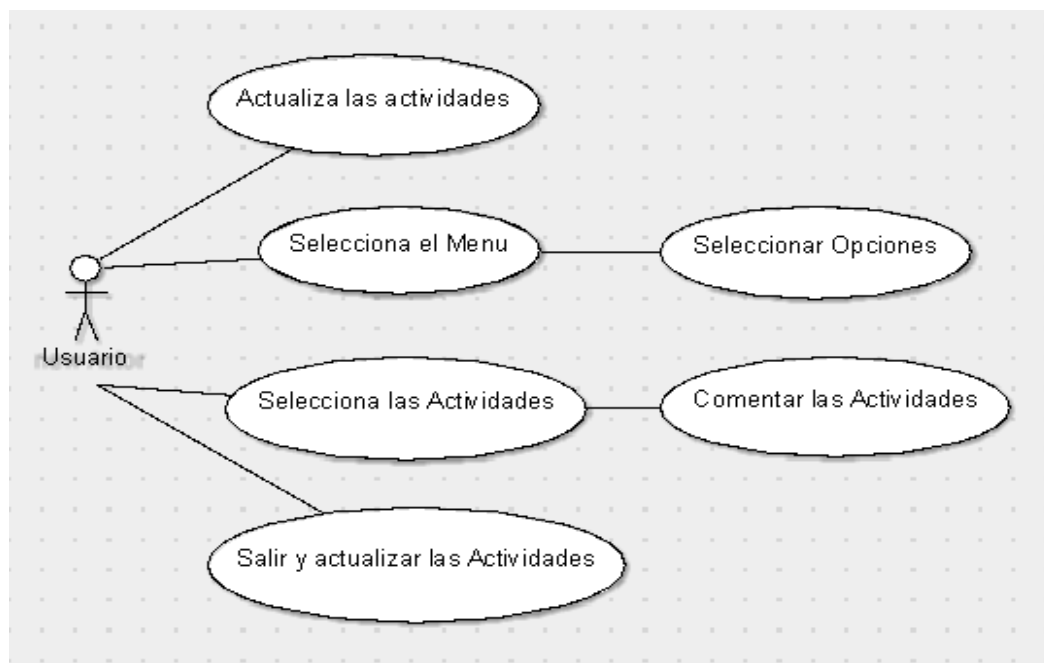 Actualiza las actividades
Selecciona el Menu
Seleccionar Opciones
Usuario
Selecciona las Actividades
Comentar las Actividades
Salir y actualizar las Actividades